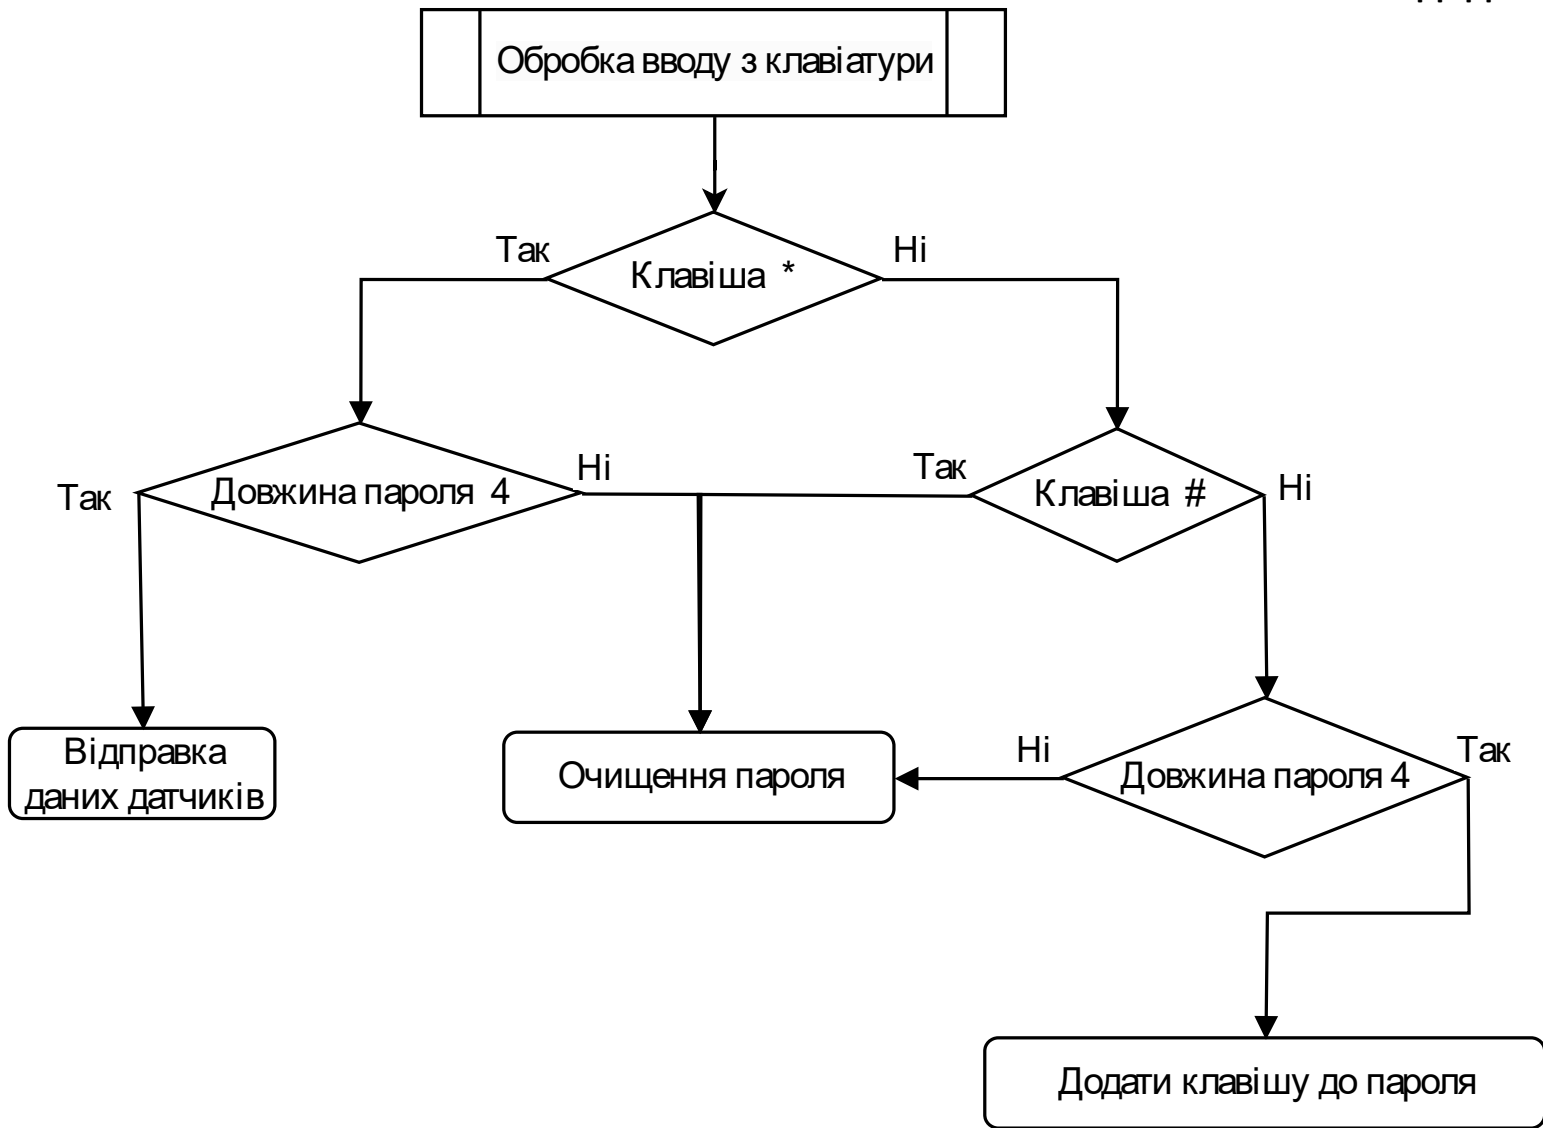 Обробка вводу з клавіатури
Так
Ні
Клавіша *
Так
Довжина пароля 4
Ні
Так
Клавіша #
Ні
Відправка
даних датчиків
Очищення пароля
Ні
Довжина пароля 4
Так
Додати клавішу до пароля